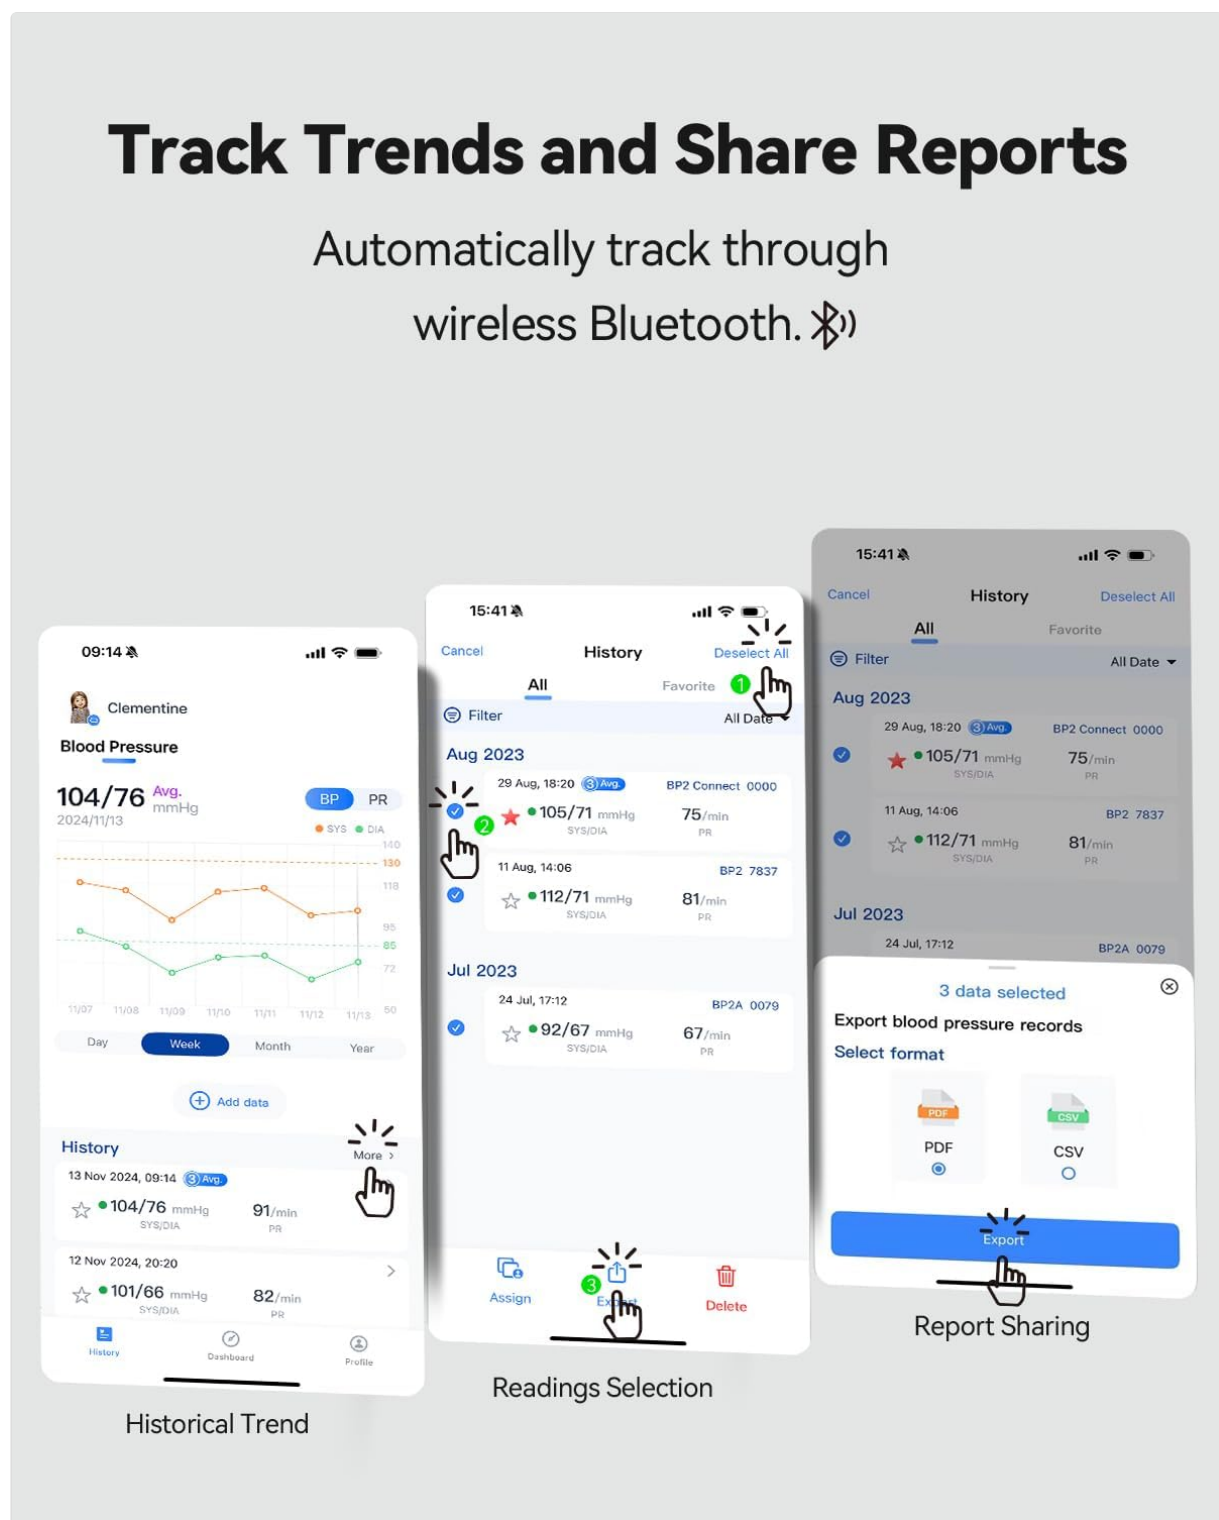 Track Trends and Share Reports
Automatically track through
wireless Bluetooth.
09:14
Clementine
Blood Pressure
104/76 Avg. mmHg
2024/11/13
BP PR
SYS DIA
140
130
118
95
85
72
50
11/07 11/08 11/09 11/10 11/11 11/12 11/13
Day Week Month Year
Add data
History
More >
13 Nov 2024, 09:14 3 Avg.
104/76 mmHg 91/min
SYS/DIA PR
12 Nov 2024, 20:20
101/66 mmHg 82/min
SYS/DIA PR
History Dashboard Profile
Historical Trend
15:41
Cancel History Deselect All
All Favorite 1
Filter All Date
Aug 2023
29 Aug, 18:20 3 Avg. BP2 Connect 0000
2 105/71 mmHg 75/min
SYS/DIA PR
11 Aug, 14:06 BP2 7837
112/71 mmHg 81/min
SYS/DIA PR
Jul 2023
24 Jul, 17:12 BP2A 0079
92/67 mmHg 67/min
SYS/DIA PR
3
Assign Export Delete
Readings Selection
15:41
Cancel History Deselect All
All Favorite
Filter All Date
Aug 2023
29 Aug, 18:20 3 Avg. BP2 Connect 0000
105/71 mmHg 75/min
SYS/DIA PR
11 Aug, 14:06 BP2 7837
112/71 mmHg 81/min
SYS/DIA PR
Jul 2023
24 Jul, 17:12 BP2A 0079
3 data selected
Export blood pressure records
Select format
PDF CSV
PDF CSV
Export
Report Sharing